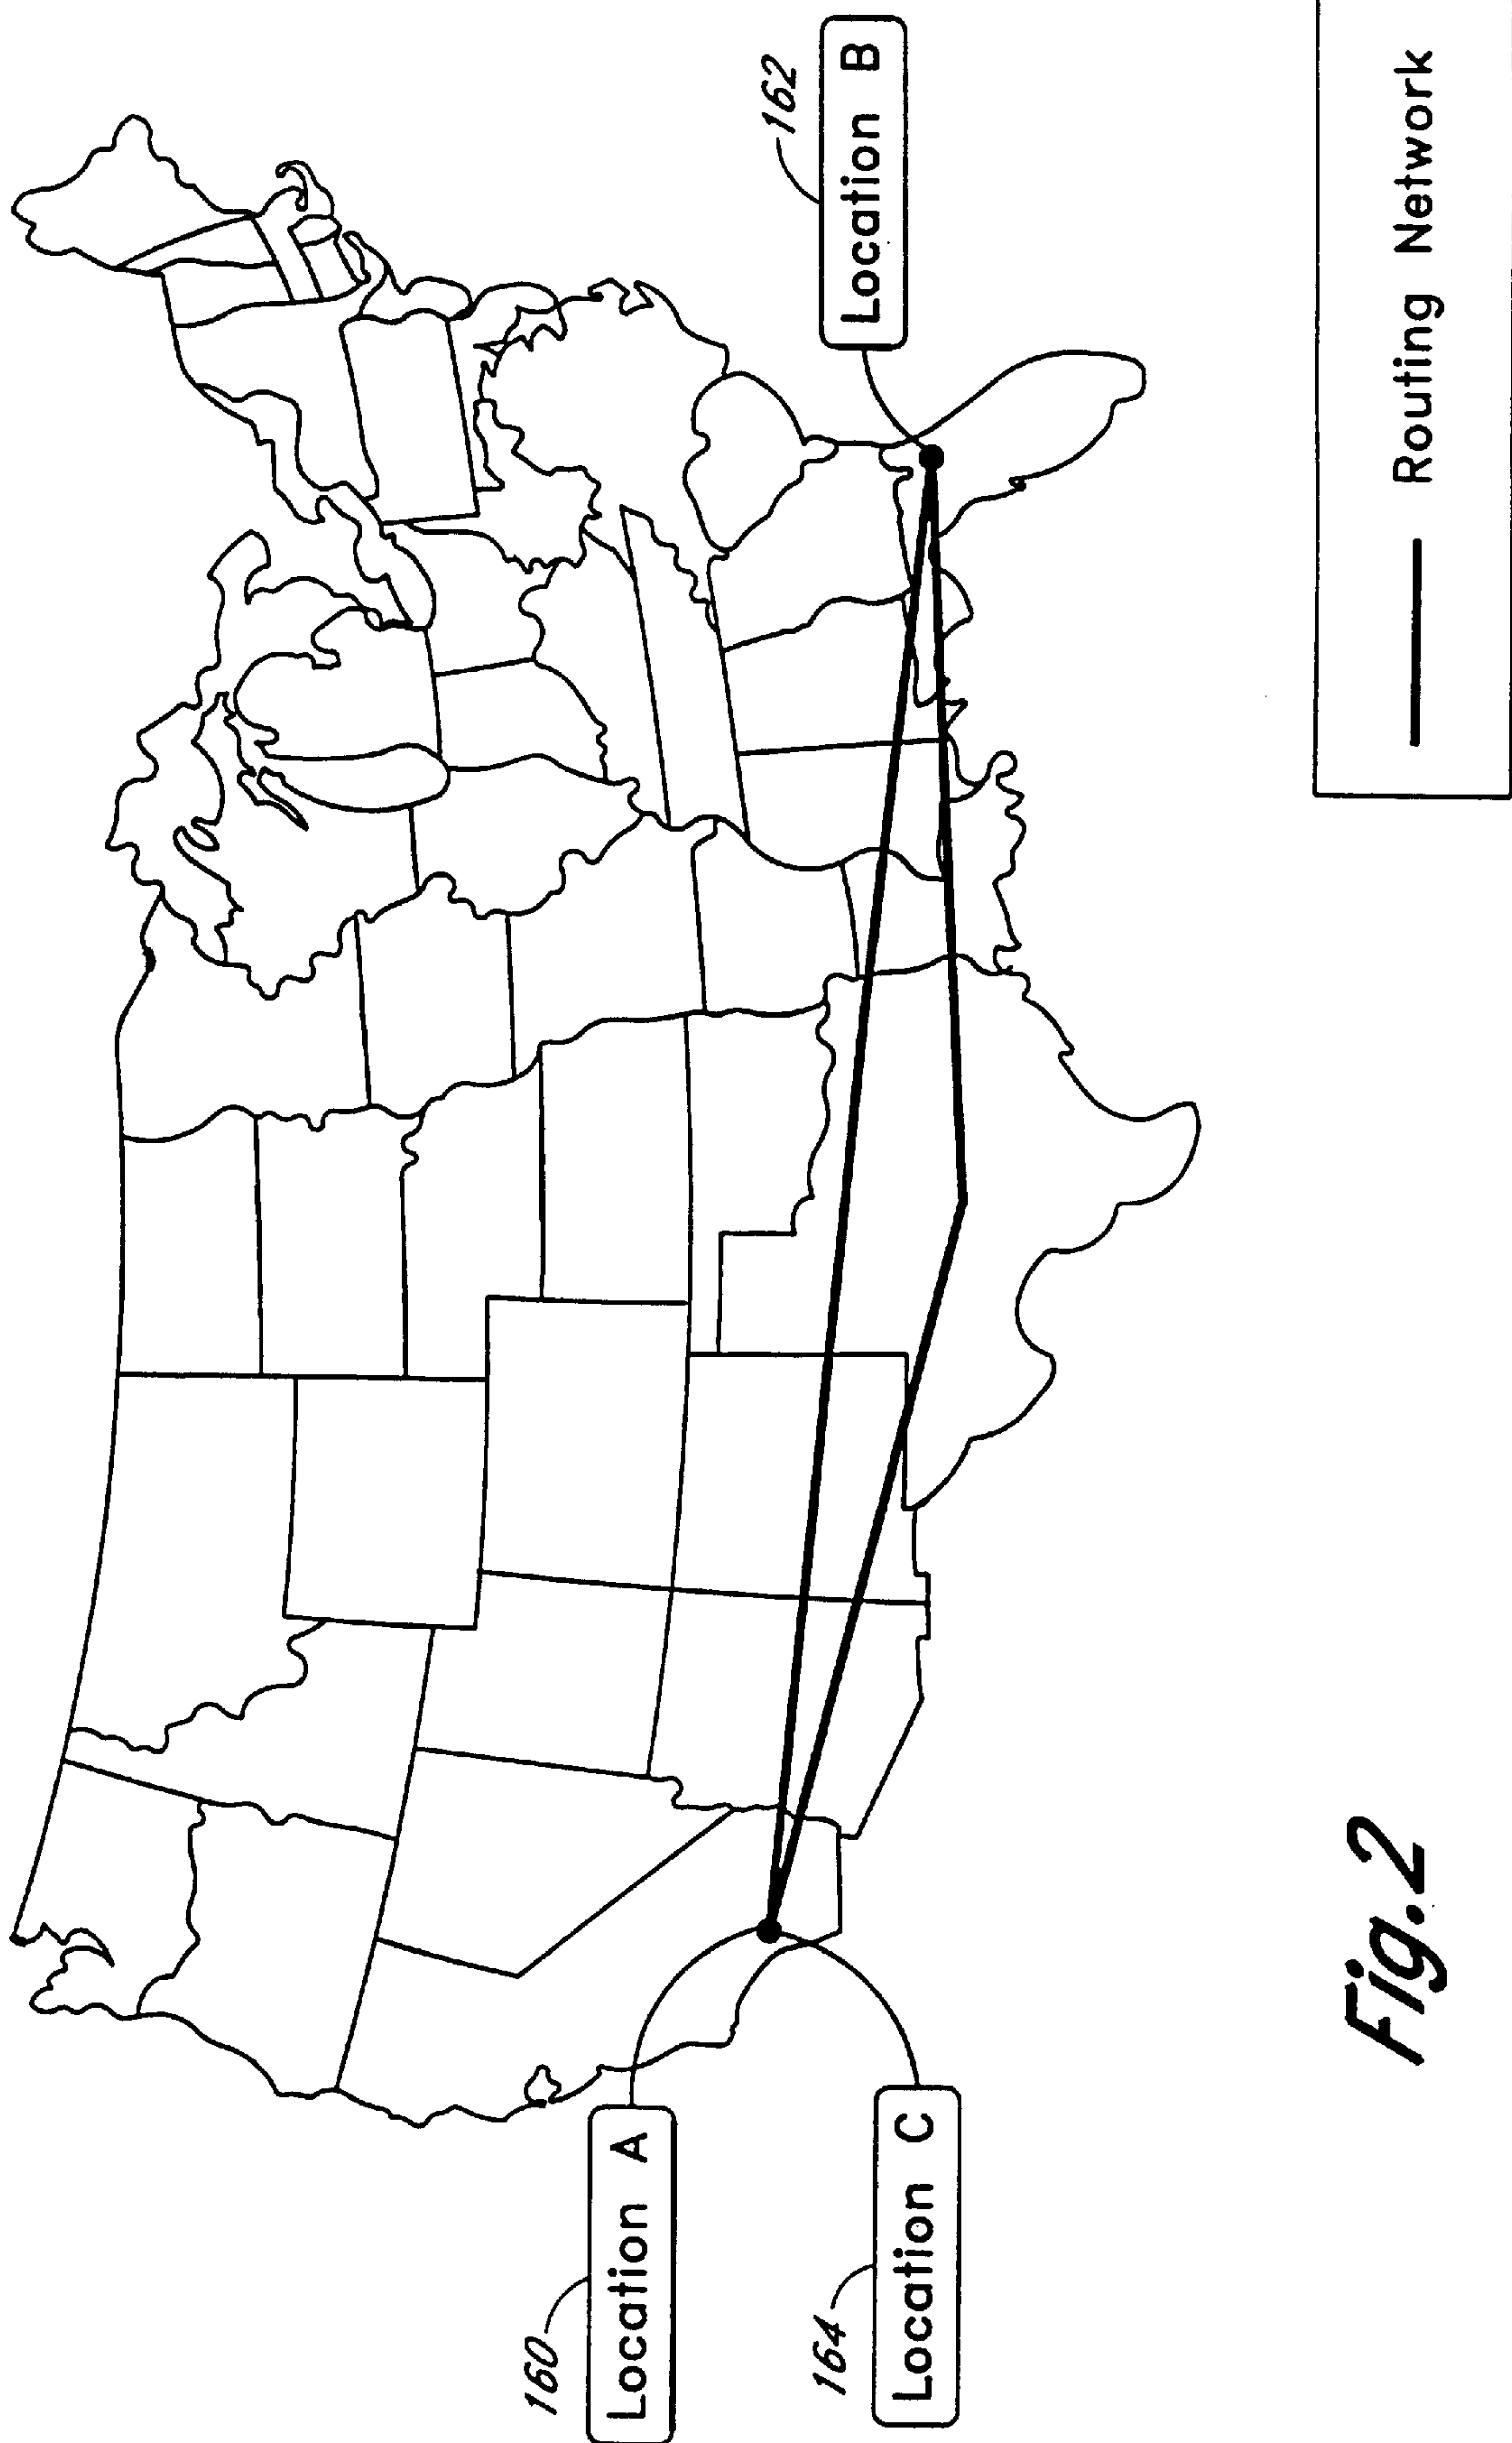 160
Location A
164
Location C
162
Location B
Routing Network
Fig.2